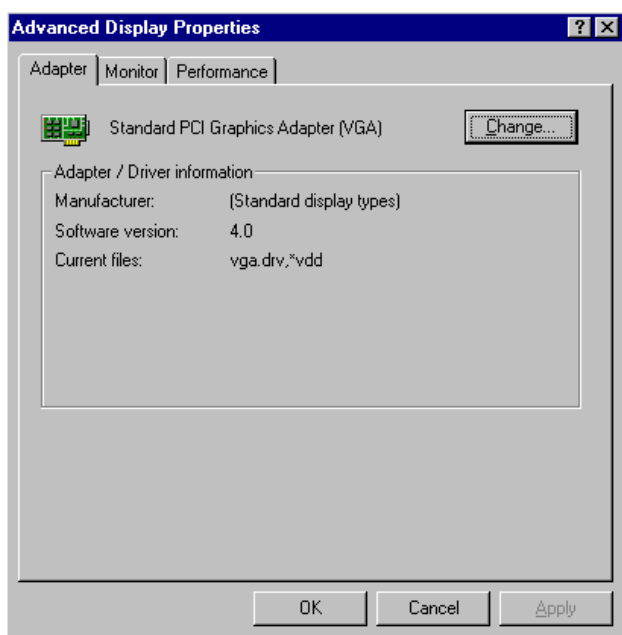 Advanced Display Properties
Adapter Monitor Performance
Standard PCI Graphics Adapter (VGA) Change...
Adapter / Driver information
Manufacturer: (Standard display types)
Software version: 4.0
Current files: vga.drv,*vdd
OK Cancel Apply